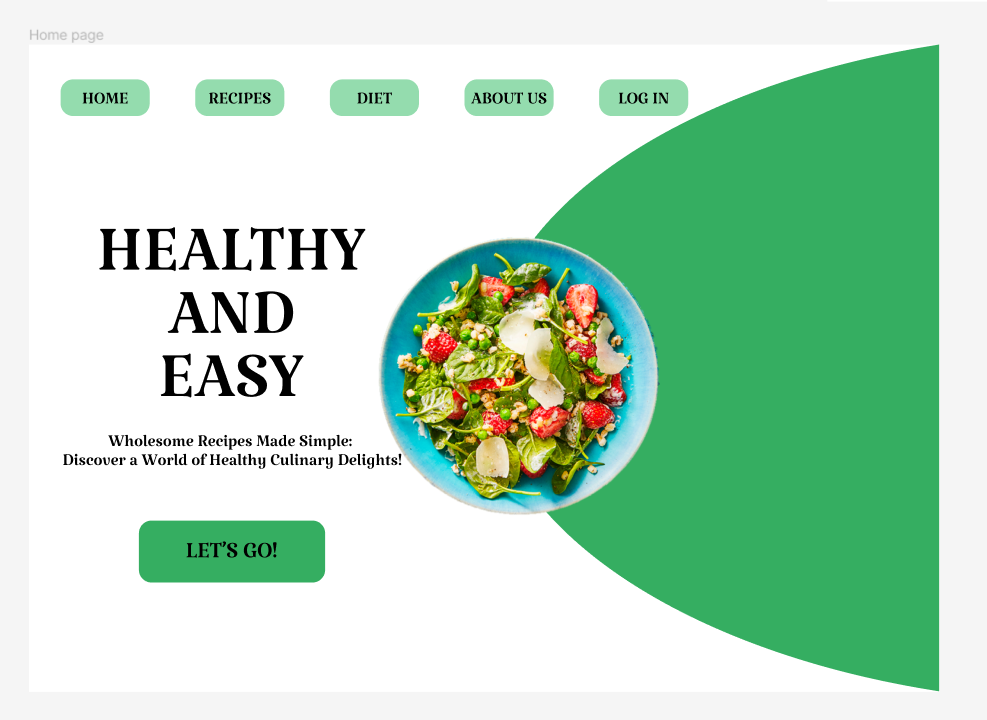 Home page
HOME
RECIPES
DIET
ABOUT US
LOG IN
HEALTHY
AND
EASY
Wholesome Recipes Made Simple:
Discover a World of Healthy Culinary Delights!
LET'S GO!